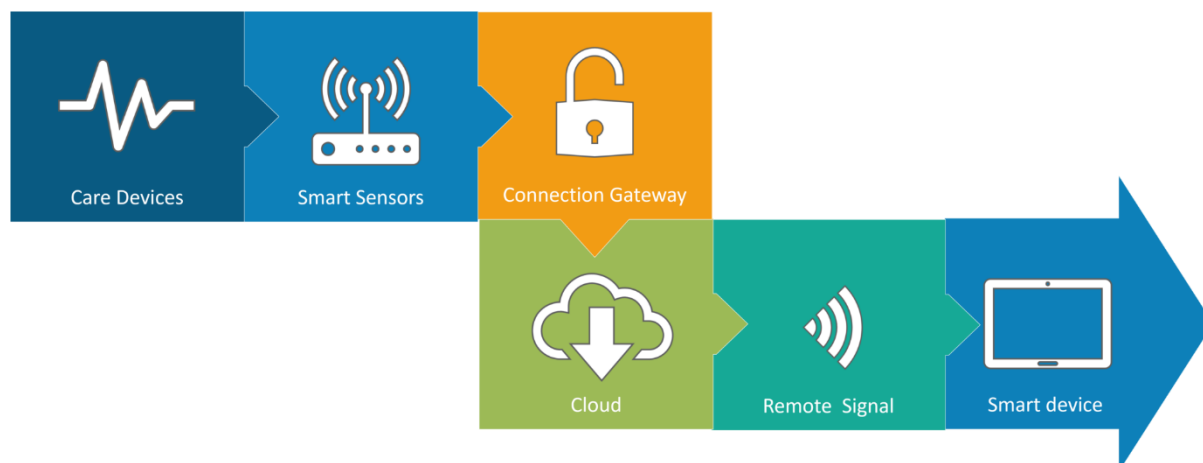 Care Devices
Smart Sensors
Connection Gateway
Cloud
Remote  Signal
Smart device